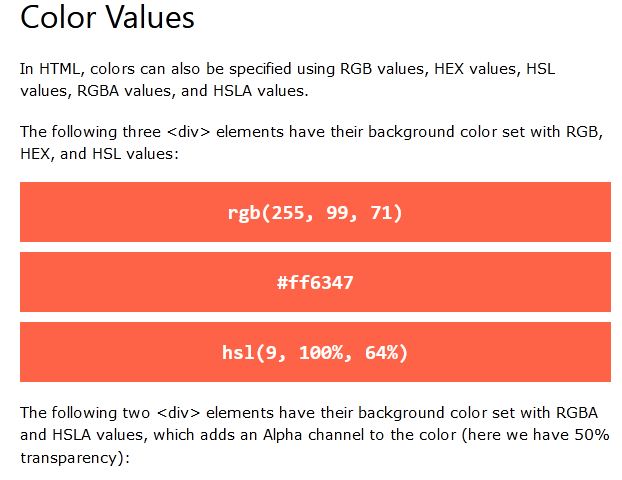 Color Values
In HTML, colors can also be specified using RGB values, HEX values, HSL
values, RGBA values, and HSLA values.
The following three <div> elements have their background color set with RGB,
HEX, and HSL values:
rgb(255, 99, 71)
#ff6347
hsl(9, 100%, 64%)
The following two <div> elements have their background color set with RGBA
and HSLA values, which adds an Alpha channel to the color (here we have 50%
transparency):